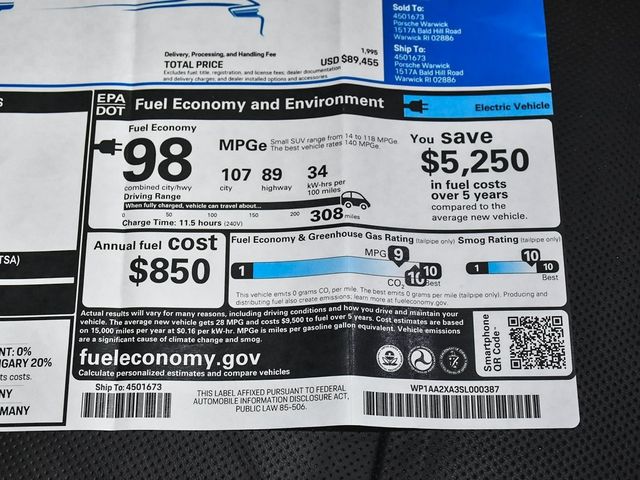 Sold To:
4501673
Porsche Warwick
1517A Bald Hill Road
Warwick RI 02886
Ship To:
4501673
Porsche Warwick
1517A Bald Hill Road
Warwick RI 02886
Delivery, Processing, and Handling Fee 1,995
TOTAL PRICE USD $89,455
Excludes fuel title, registration, and license fees; dealer documentation
and delivery charges; and dealer installed options and accessories.
EPA
DOT
Fuel Economy and Environment
Electric Vehicle
Fuel Economy
98
combined city/hwy
MPGe
Small SUV range from 14 to 118 MPGe.
The best vehicle rates 140 MPGe.
107
city
89
highway
34
kW-hrs per
100 miles
Driving Range
When fully charged, vehicle can travel about...
0 50 100 150 200 308 miles
Charge Time: 11.5 hours (240V)
You save
$5,250
in fuel costs
over 5 years
compared to the
average new vehicle.
Annual fuel cost
$850
Fuel Economy & Greenhouse Gas Rating (tailpipe only)
MPG 9
1 10
Best
CO2 10
Smog Rating (tailpipe only)
10
1 10
Best
This vehicle emits 0 grams CO2 per mile. The best emits 0 grams per mile (tailpipe only). Producing and
distributing fuel also create emissions; learn more at fueleconomy.gov.
Actual results will vary for many reasons, including driving conditions and how you drive and maintain your
vehicle. The average new vehicle gets 28 MPG and costs $9,500 to fuel over 5 years. Cost estimates are based
on 15,000 miles per year at $0.16 per kW-hr. MPGe is miles per gasoline gallon equivalent. Vehicle emissions
are a significant cause of climate change and smog.
fueleconomy.gov
Calculate personalized estimates and compare vehicles
Smartphone
QR Code™
TSA)
NT: 0%
GARY 20%
ts costs.
NY
MANY
Ship To: 4501673
THIS LABEL AFFIXED PURSUANT TO FEDERAL
AUTOMOBILE INFORMATION DISCLOSURE ACT,
PUBLIC LAW 85-506.
WP1AA2XA3SL000387